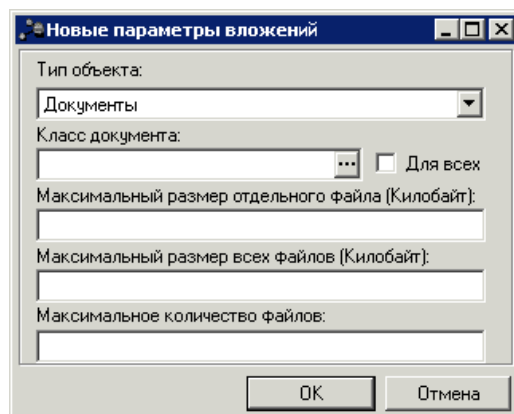 Новые параметры вложений
Тип объекта:
Документы
Класс документа:
... Для всех
Максимальный размер отдельного файла (Килобайт):
Максимальный размер всех файлов (Килобайт):
Максимальное количество файлов:
OK Отмена